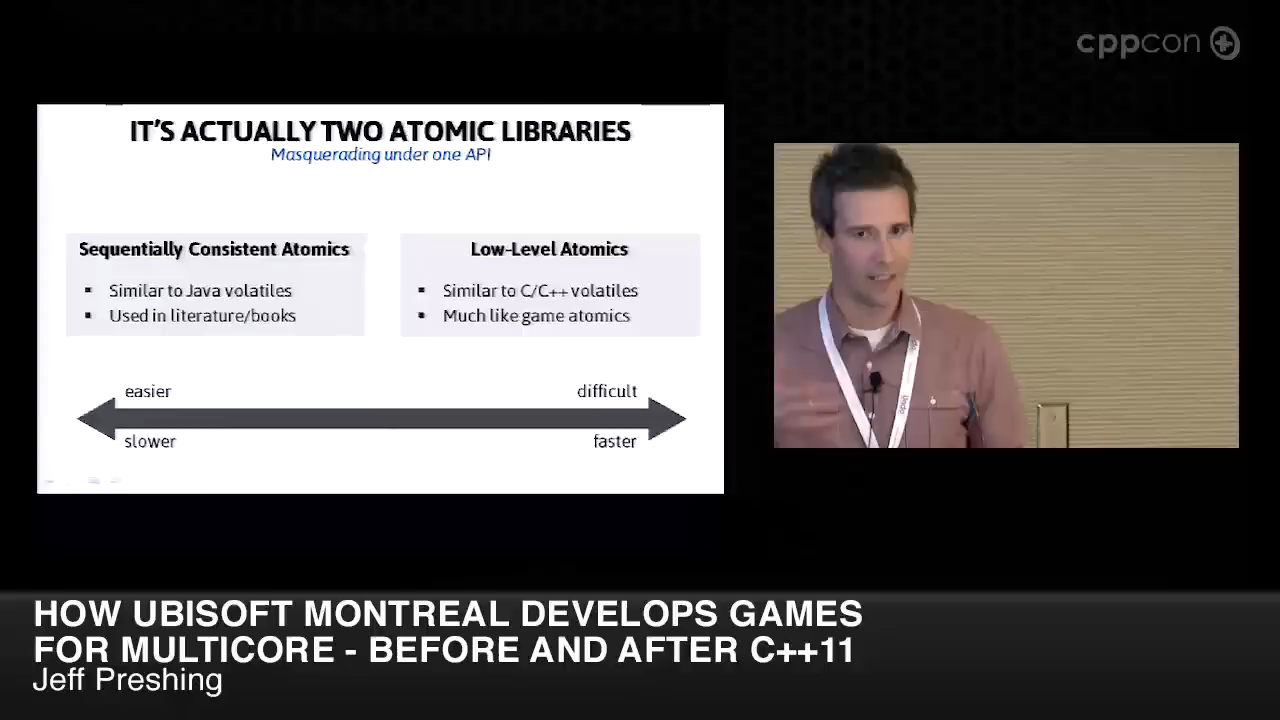 cppcon
IT'S ACTUALLY TWO ATOMIC LIBRARIES
Masquerading under one API
Sequentially Consistent Atomics
▪ Similar to Java volatiles
▪ Used in literature/books
Low-Level Atomics
▪ Similar to C/C++ volatiles
▪ Much like game atomics
easier
difficult
slower
faster
HOW UBISOFT MONTREAL DEVELOPS GAMES
FOR MULTICORE - BEFORE AND AFTER C++11
Jeff Preshing